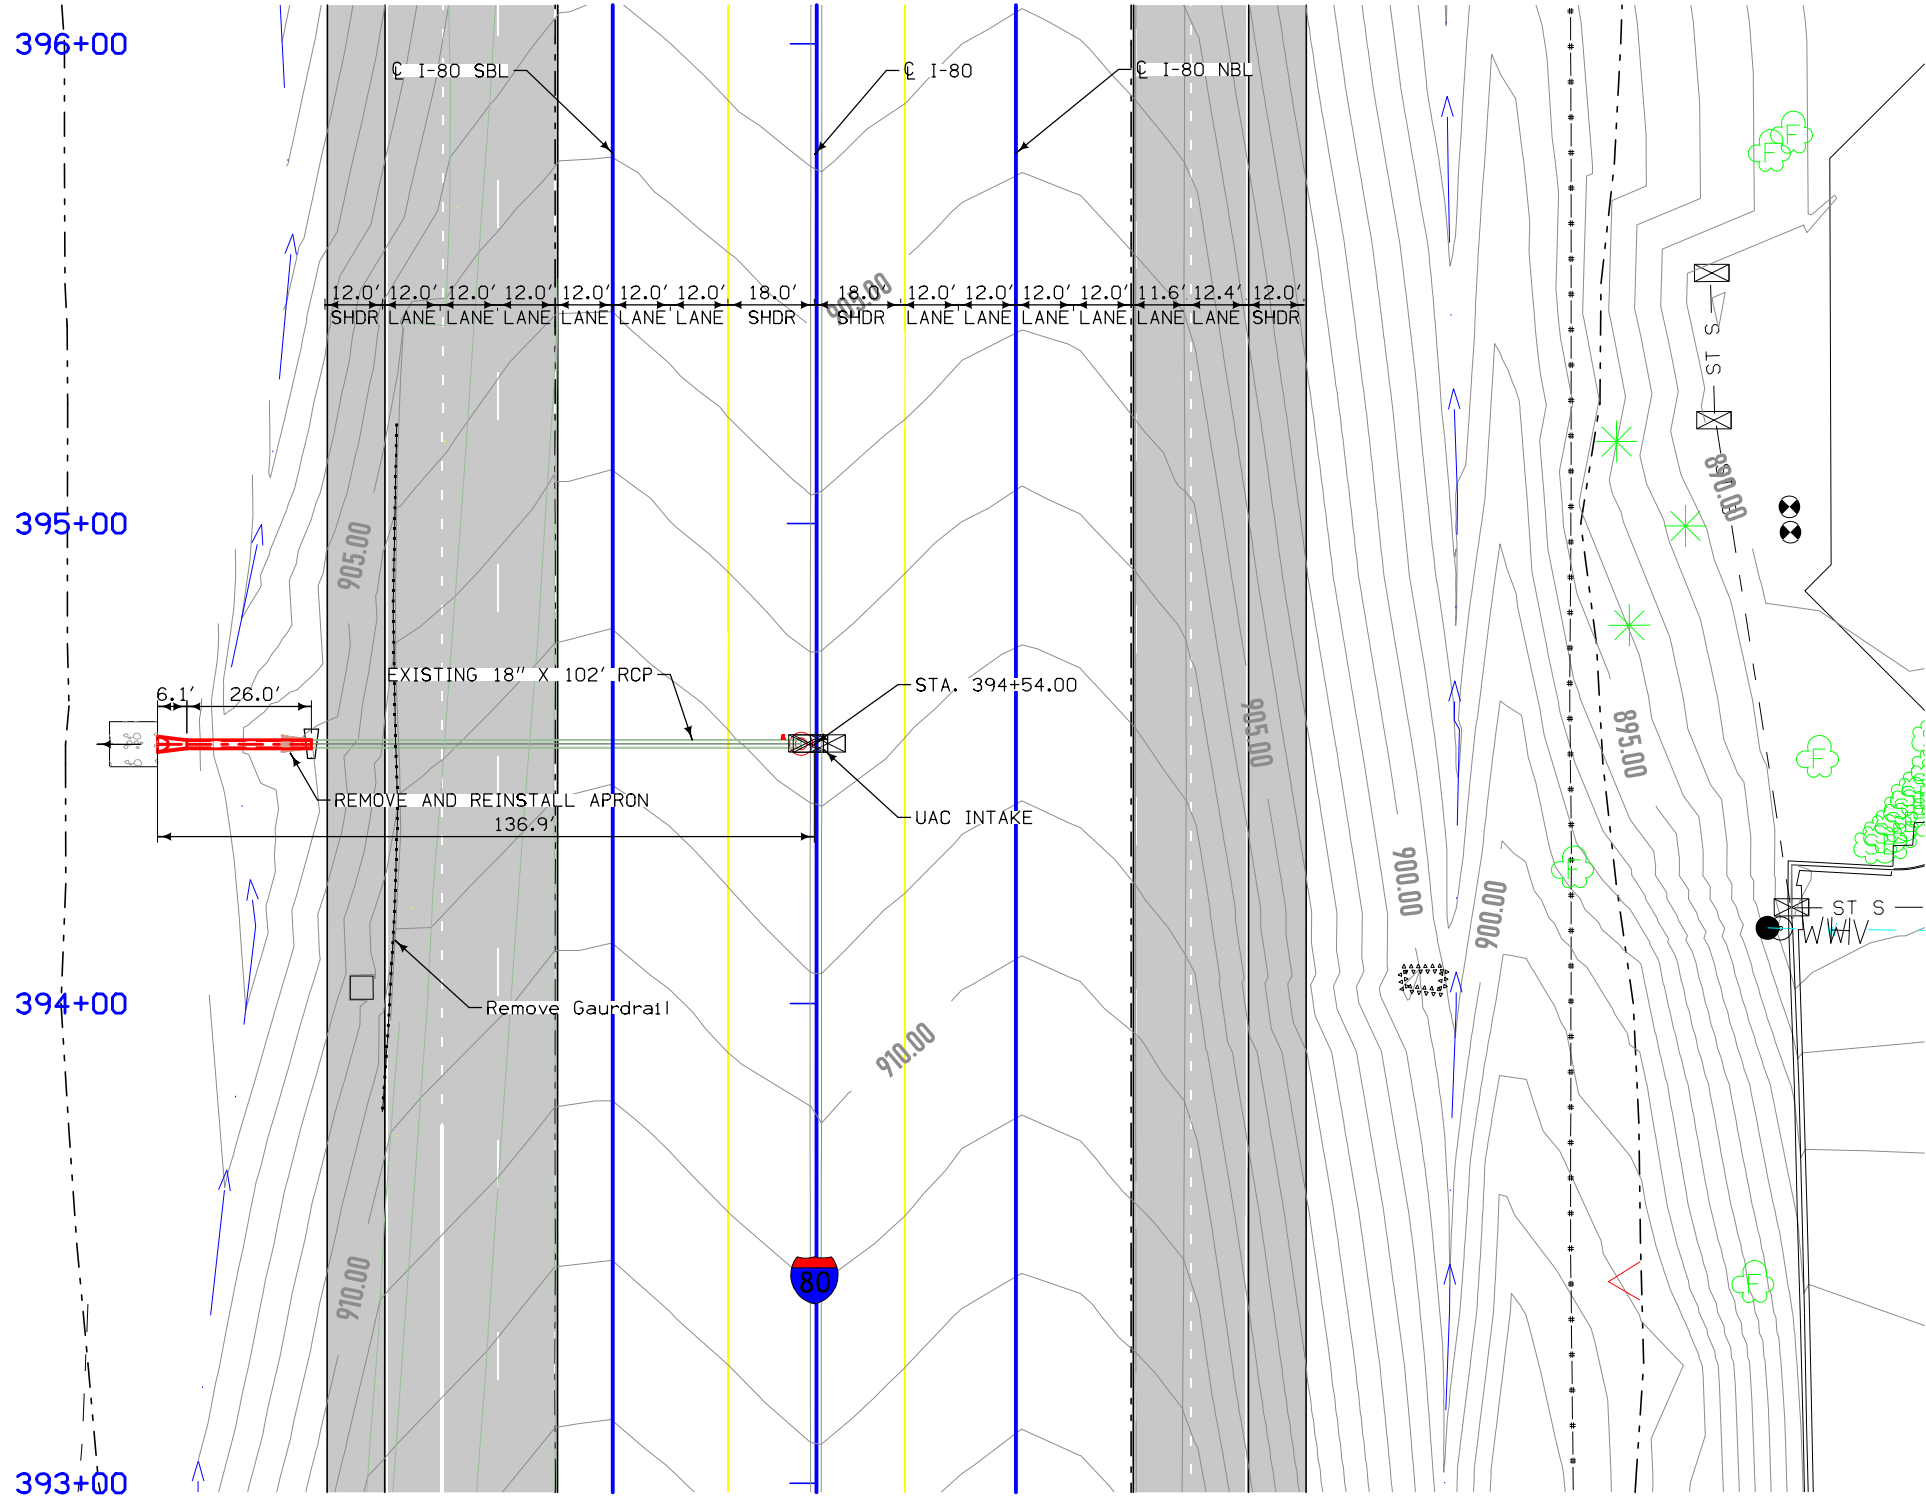 396+00
℄ I-80 SBL
℄ I-80
℄ I-80 NBL
905.00
12.0' 12.0' 12.0' 12.0' 12.0' 12.0' 12.0' 18.0' 18.0' 12.0' 12.0' 12.0' 12.0' 11.6' 12.4' 12.0'
SHDR LANE LANE LANE LANE LANE LANE SHDR SHDR LANE LANE LANE LANE LANE LANE SHDR
F
F
ST S
890.00
395+00
905.00
EXISTING 18" X 102' RCP
STA. 394+54.00
6.1' 26.0'
905.00
895.00
F
REMOVE AND REINSTALL APRON
136.9'
UAC INTAKE
F
900.00
900.00
ST S
WWV
394+00
Remove Gaurdrail
910.00
910.00
80
F
393+00